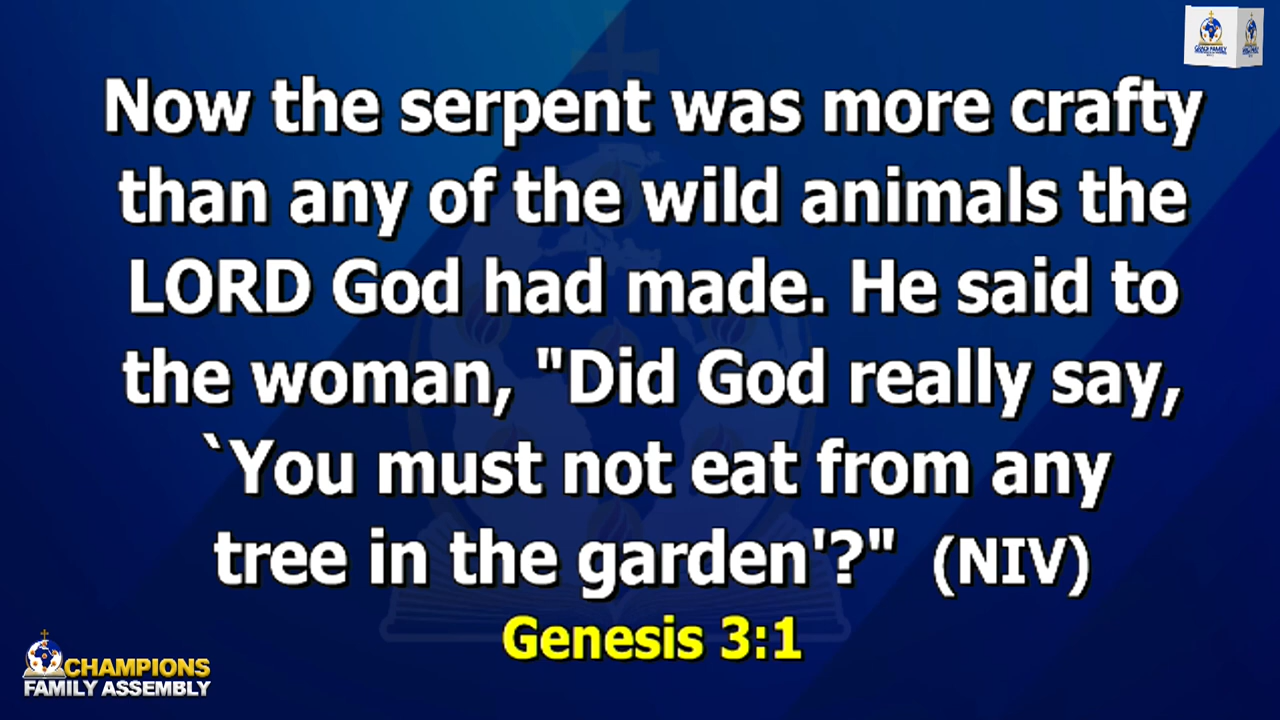 GRACE FAMILY
Now the serpent was more crafty
than any of the wild animals the
LORD God had made. He said to
the woman, "Did God really say,
`You must not eat from any
tree in the garden'?" (NIV)
Genesis 3:1
CHAMPIONS
FAMILY ASSEMBLY